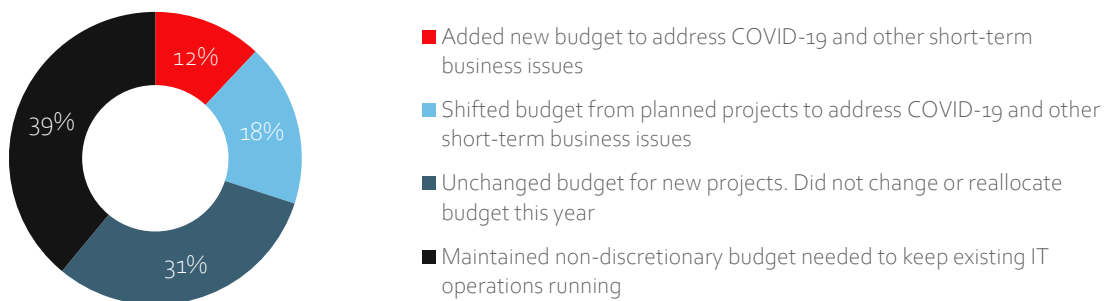 12%
18%
31%
39%
Added new budget to address COVID-19 and other short-term
business issues
Shifted budget from planned projects to address COVID-19 and other
short-term business issues
Unchanged budget for new projects. Did not change or reallocate
budget this year
Maintained non-discretionary budget needed to keep existing IT
operations running